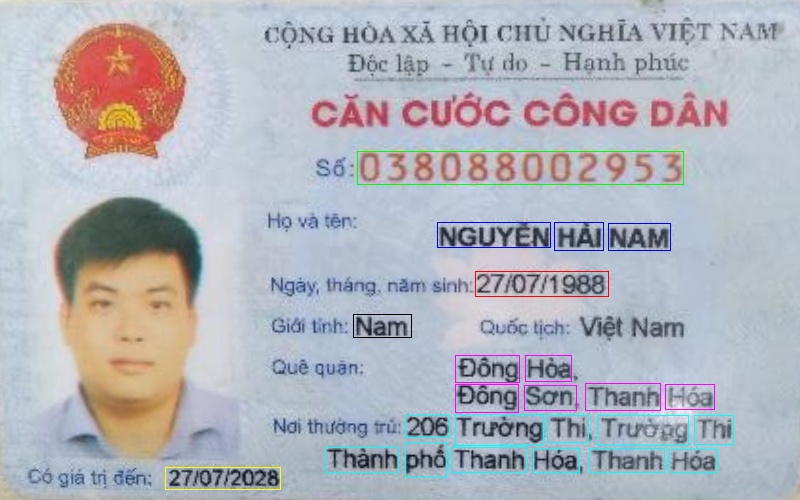 CỘNG HÒA XÃ HỘI CHỦ NGHĨA VIỆT NAM
Độc lập - Tự do - Hạnh phúc
CĂN CƯỚC CÔNG DÂN
Số: 038088002953
Họ và tên:
NGUYỄN HẢI NAM
Ngày, tháng, năm sinh: 27/07/1988
Giới tính: Nam Quốc tịch: Việt Nam
Quê quán: Đông Hòa,
Đông Sơn, Thanh Hóa
Nơi thường trú: 206 Trường Thi, Trường Thi
Thành phố Thanh Hóa, Thanh Hóa
Có giá trị đến: 27/07/2028